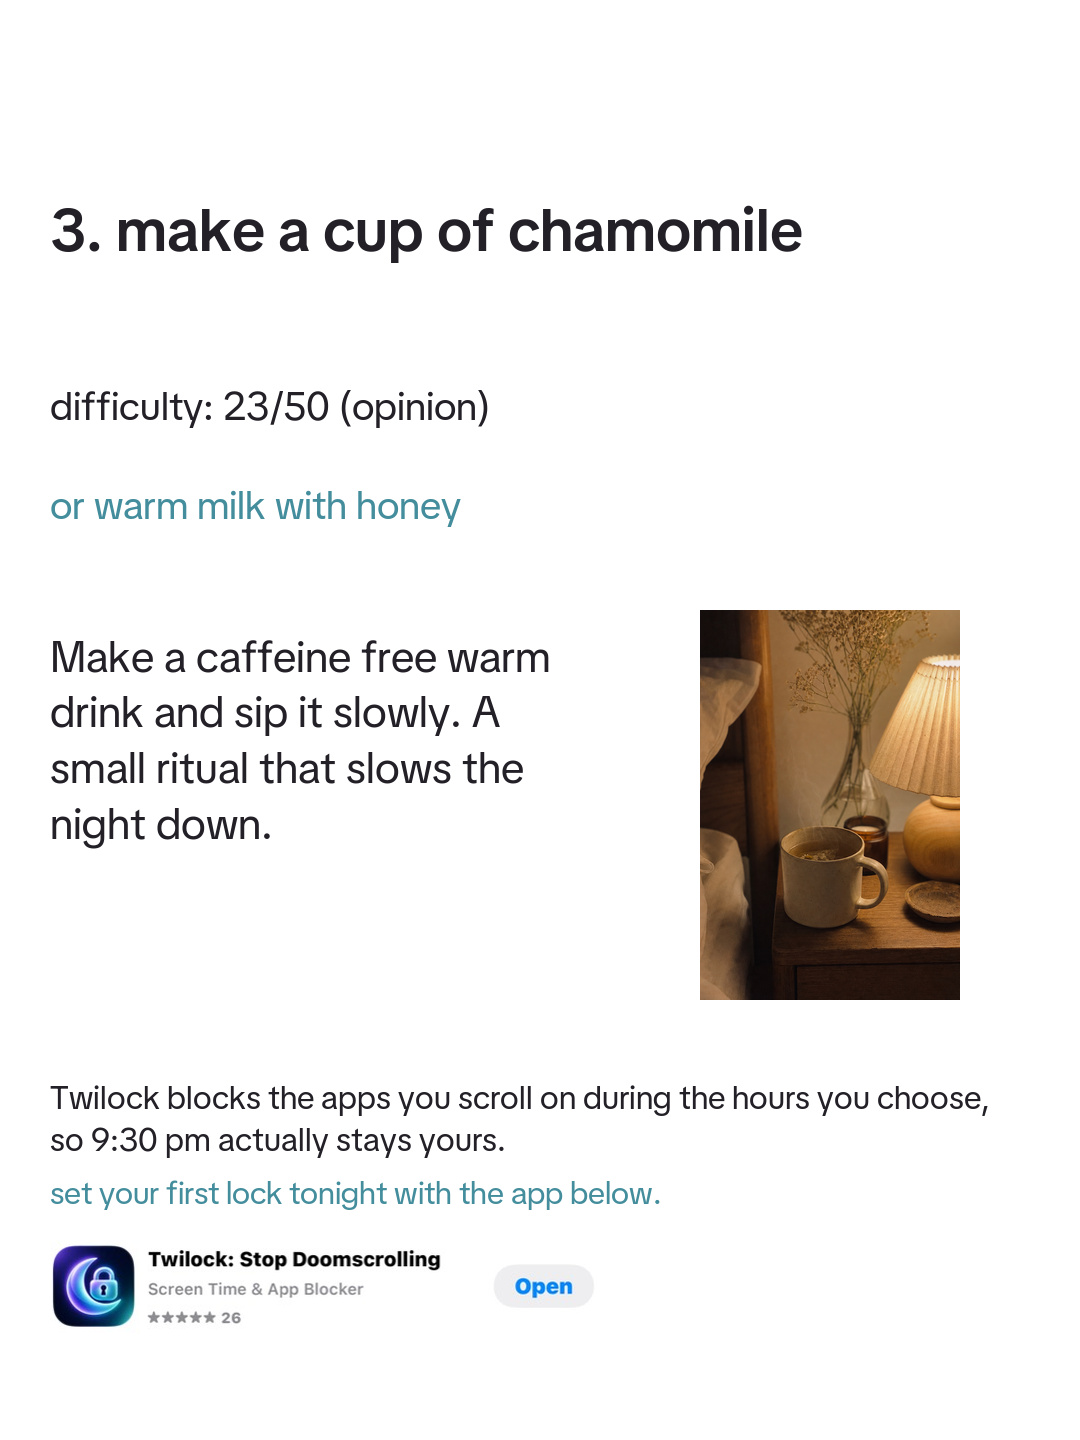 3. make a cup of chamomile
difficulty: 23/50 (opinion)
or warm milk with honey
Make a caffeine free warm
drink and sip it slowly. A
small ritual that slows the
night down.
Twilock blocks the apps you scroll on during the hours you choose,
so 9:30 pm actually stays yours.
set your first lock tonight with the app below.
Twilock: Stop Doomscrolling
Screen Time & App Blocker
★★★★★ 26
Open